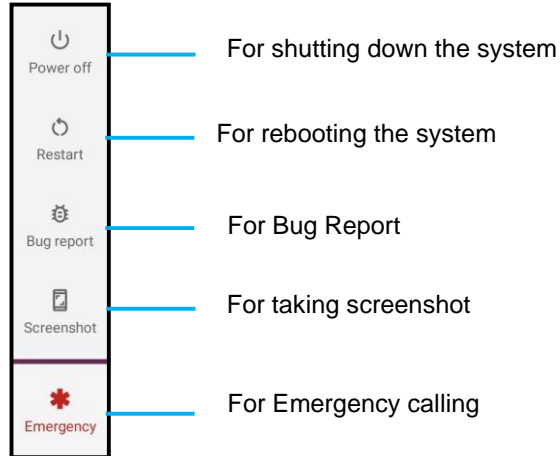 Power off
For shutting down the system
Restart
For rebooting the system
Bug report
For Bug Report
Screenshot
For taking screenshot
Emergency
For Emergency calling